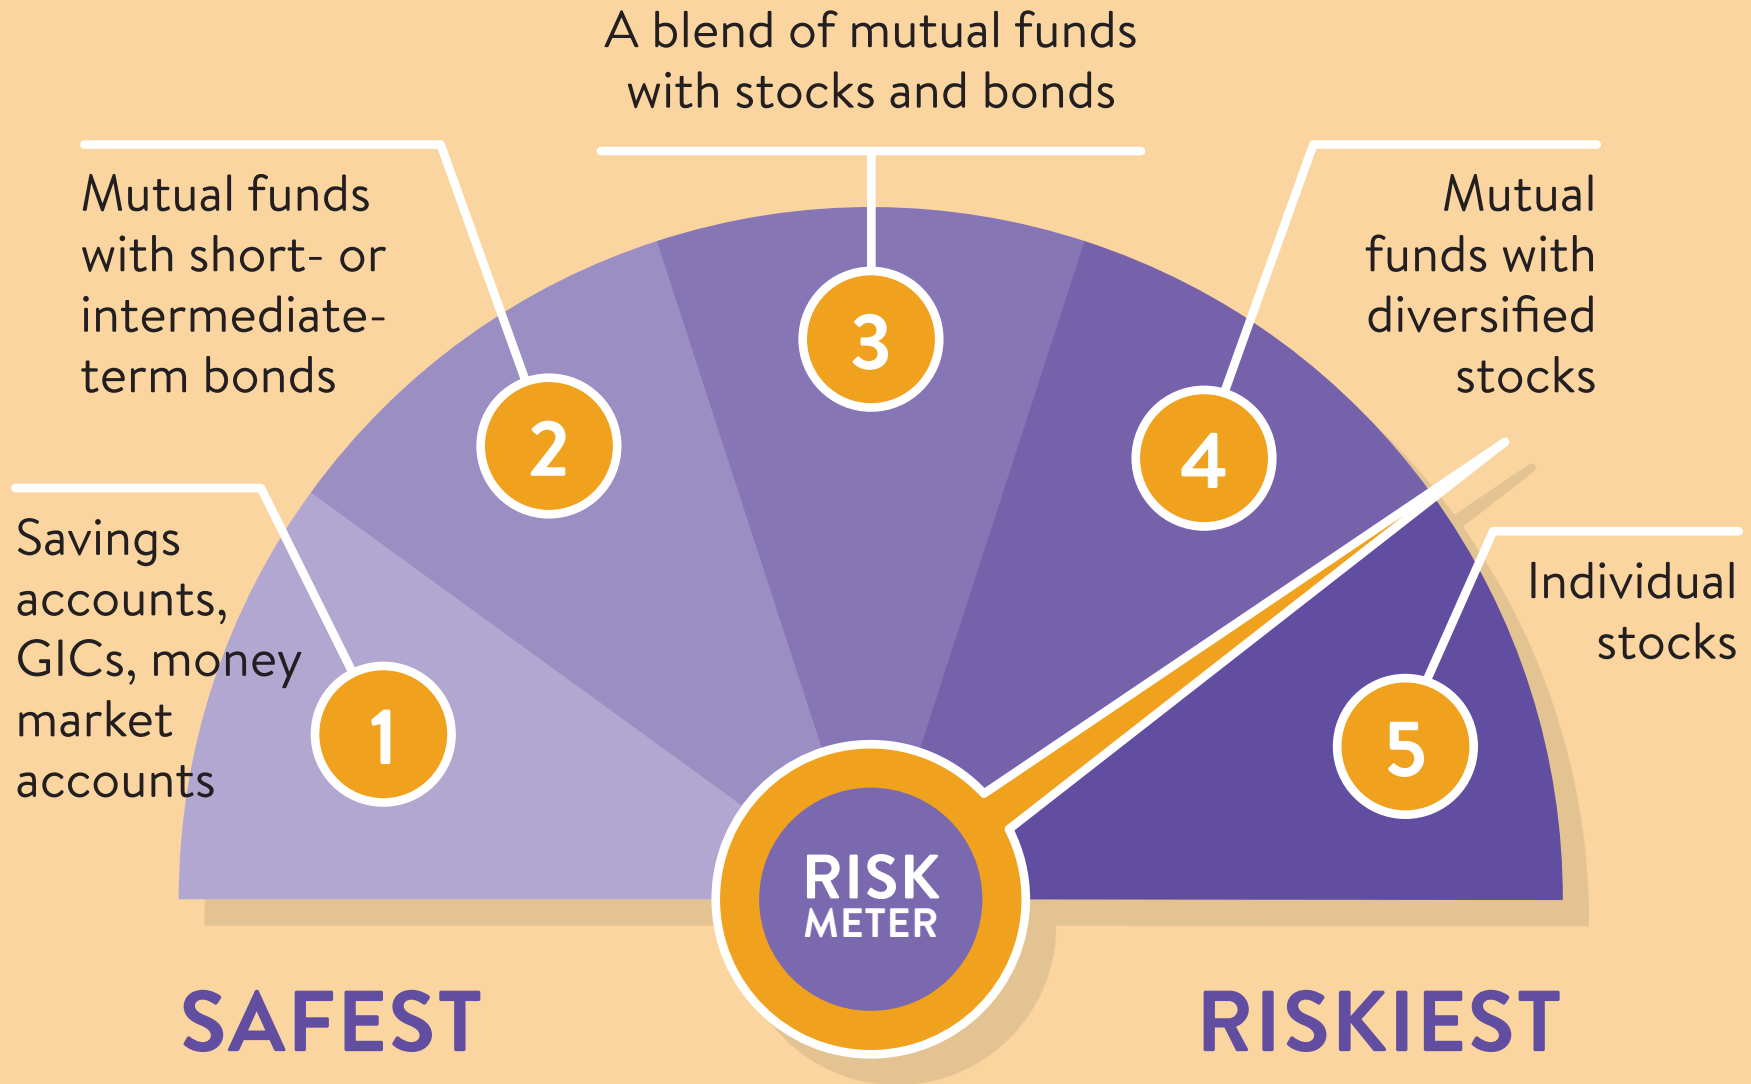 A blend of mutual funds
with stocks and bonds
Mutual funds
with short- or
intermediate-
term bonds
Mutual
funds with
diversified
stocks
Savings
accounts,
GICs, money
market
accounts
Individual
stocks
1
2
3
4
5
RISK
METER
SAFEST
RISKIEST